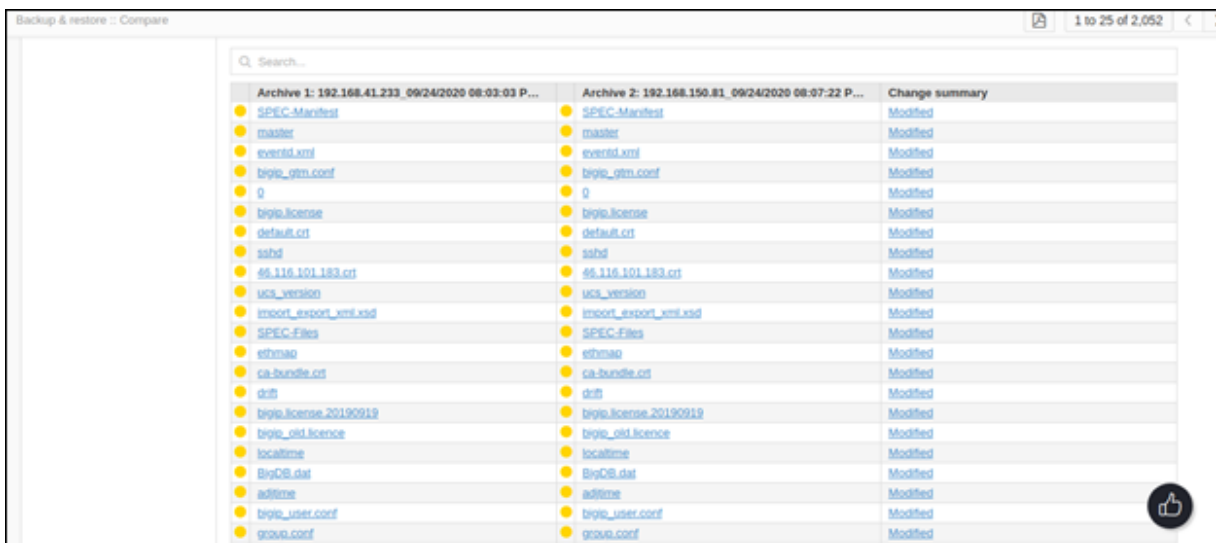 Backup & restore :: Compare
1 to 25 of 2,052
Search...
Archive 1: 192.168.41.233_09/24/2020 08:03:03 P... Archive 2: 192.168.150.81_09/24/2020 08:07:22 P... Change summary
SPEC-Manifest SPEC-Manifest Modified
master master Modified
eventd.xml eventd.xml Modified
bigip_gtm.conf bigip_gtm.conf Modified
0 0 Modified
bigip.license bigip.license Modified
default.crt default.crt Modified
sshd sshd Modified
46.116.101.183.crt 46.116.101.183.crt Modified
ucs_version ucs_version Modified
import_export_xml.xsd import_export_xml.xsd Modified
SPEC-Files SPEC-Files Modified
ethmap ethmap Modified
ca-bundle.crt ca-bundle.crt Modified
drift drift Modified
bigip.license.20190919 bigip.license.20190919 Modified
bigip_old.licence bigip_old.licence Modified
localtime localtime Modified
BigDB.dat BigDB.dat Modified
adjtime adjtime Modified
bigip_user.conf bigip_user.conf Modified
group.conf group.conf Modified